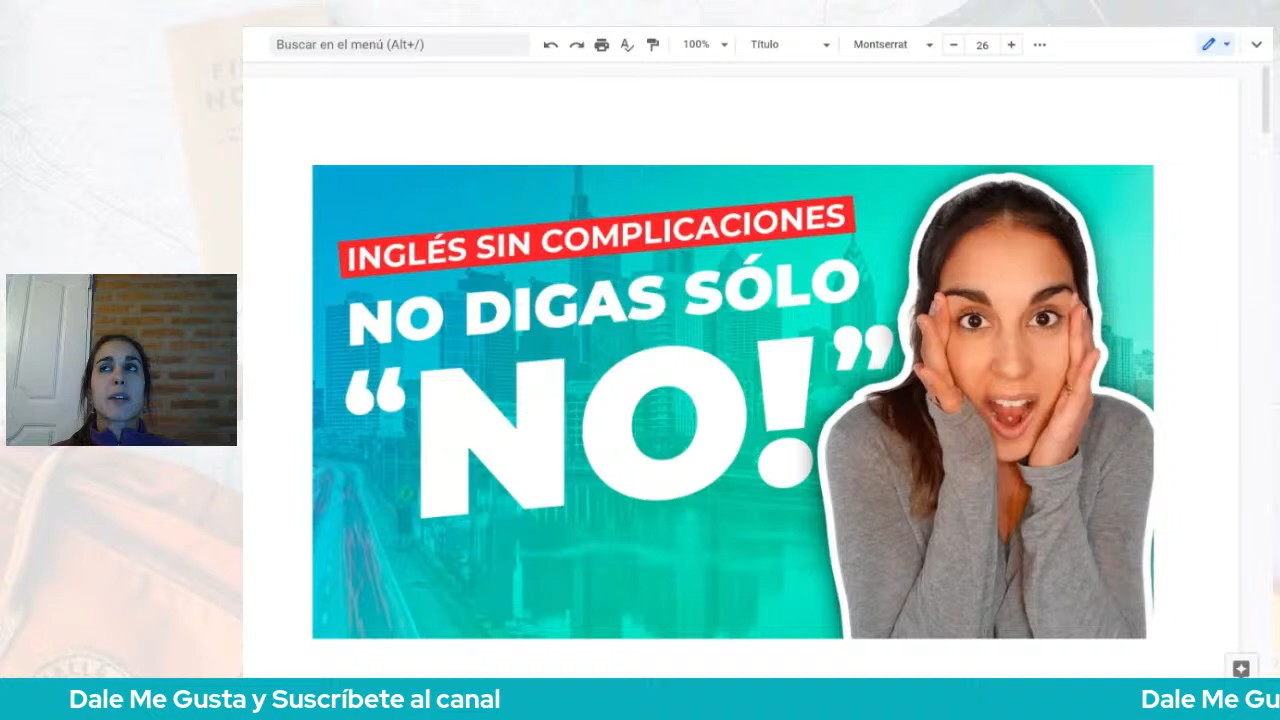 Buscar en el menú (Alt+/)
100%
Título
Montserrat
26
INGLÉS SIN COMPLICACIONES
NO DIGAS SÓLO
“NO!”
Dale Me Gusta y Suscríbete al canal
Dale Me Gu